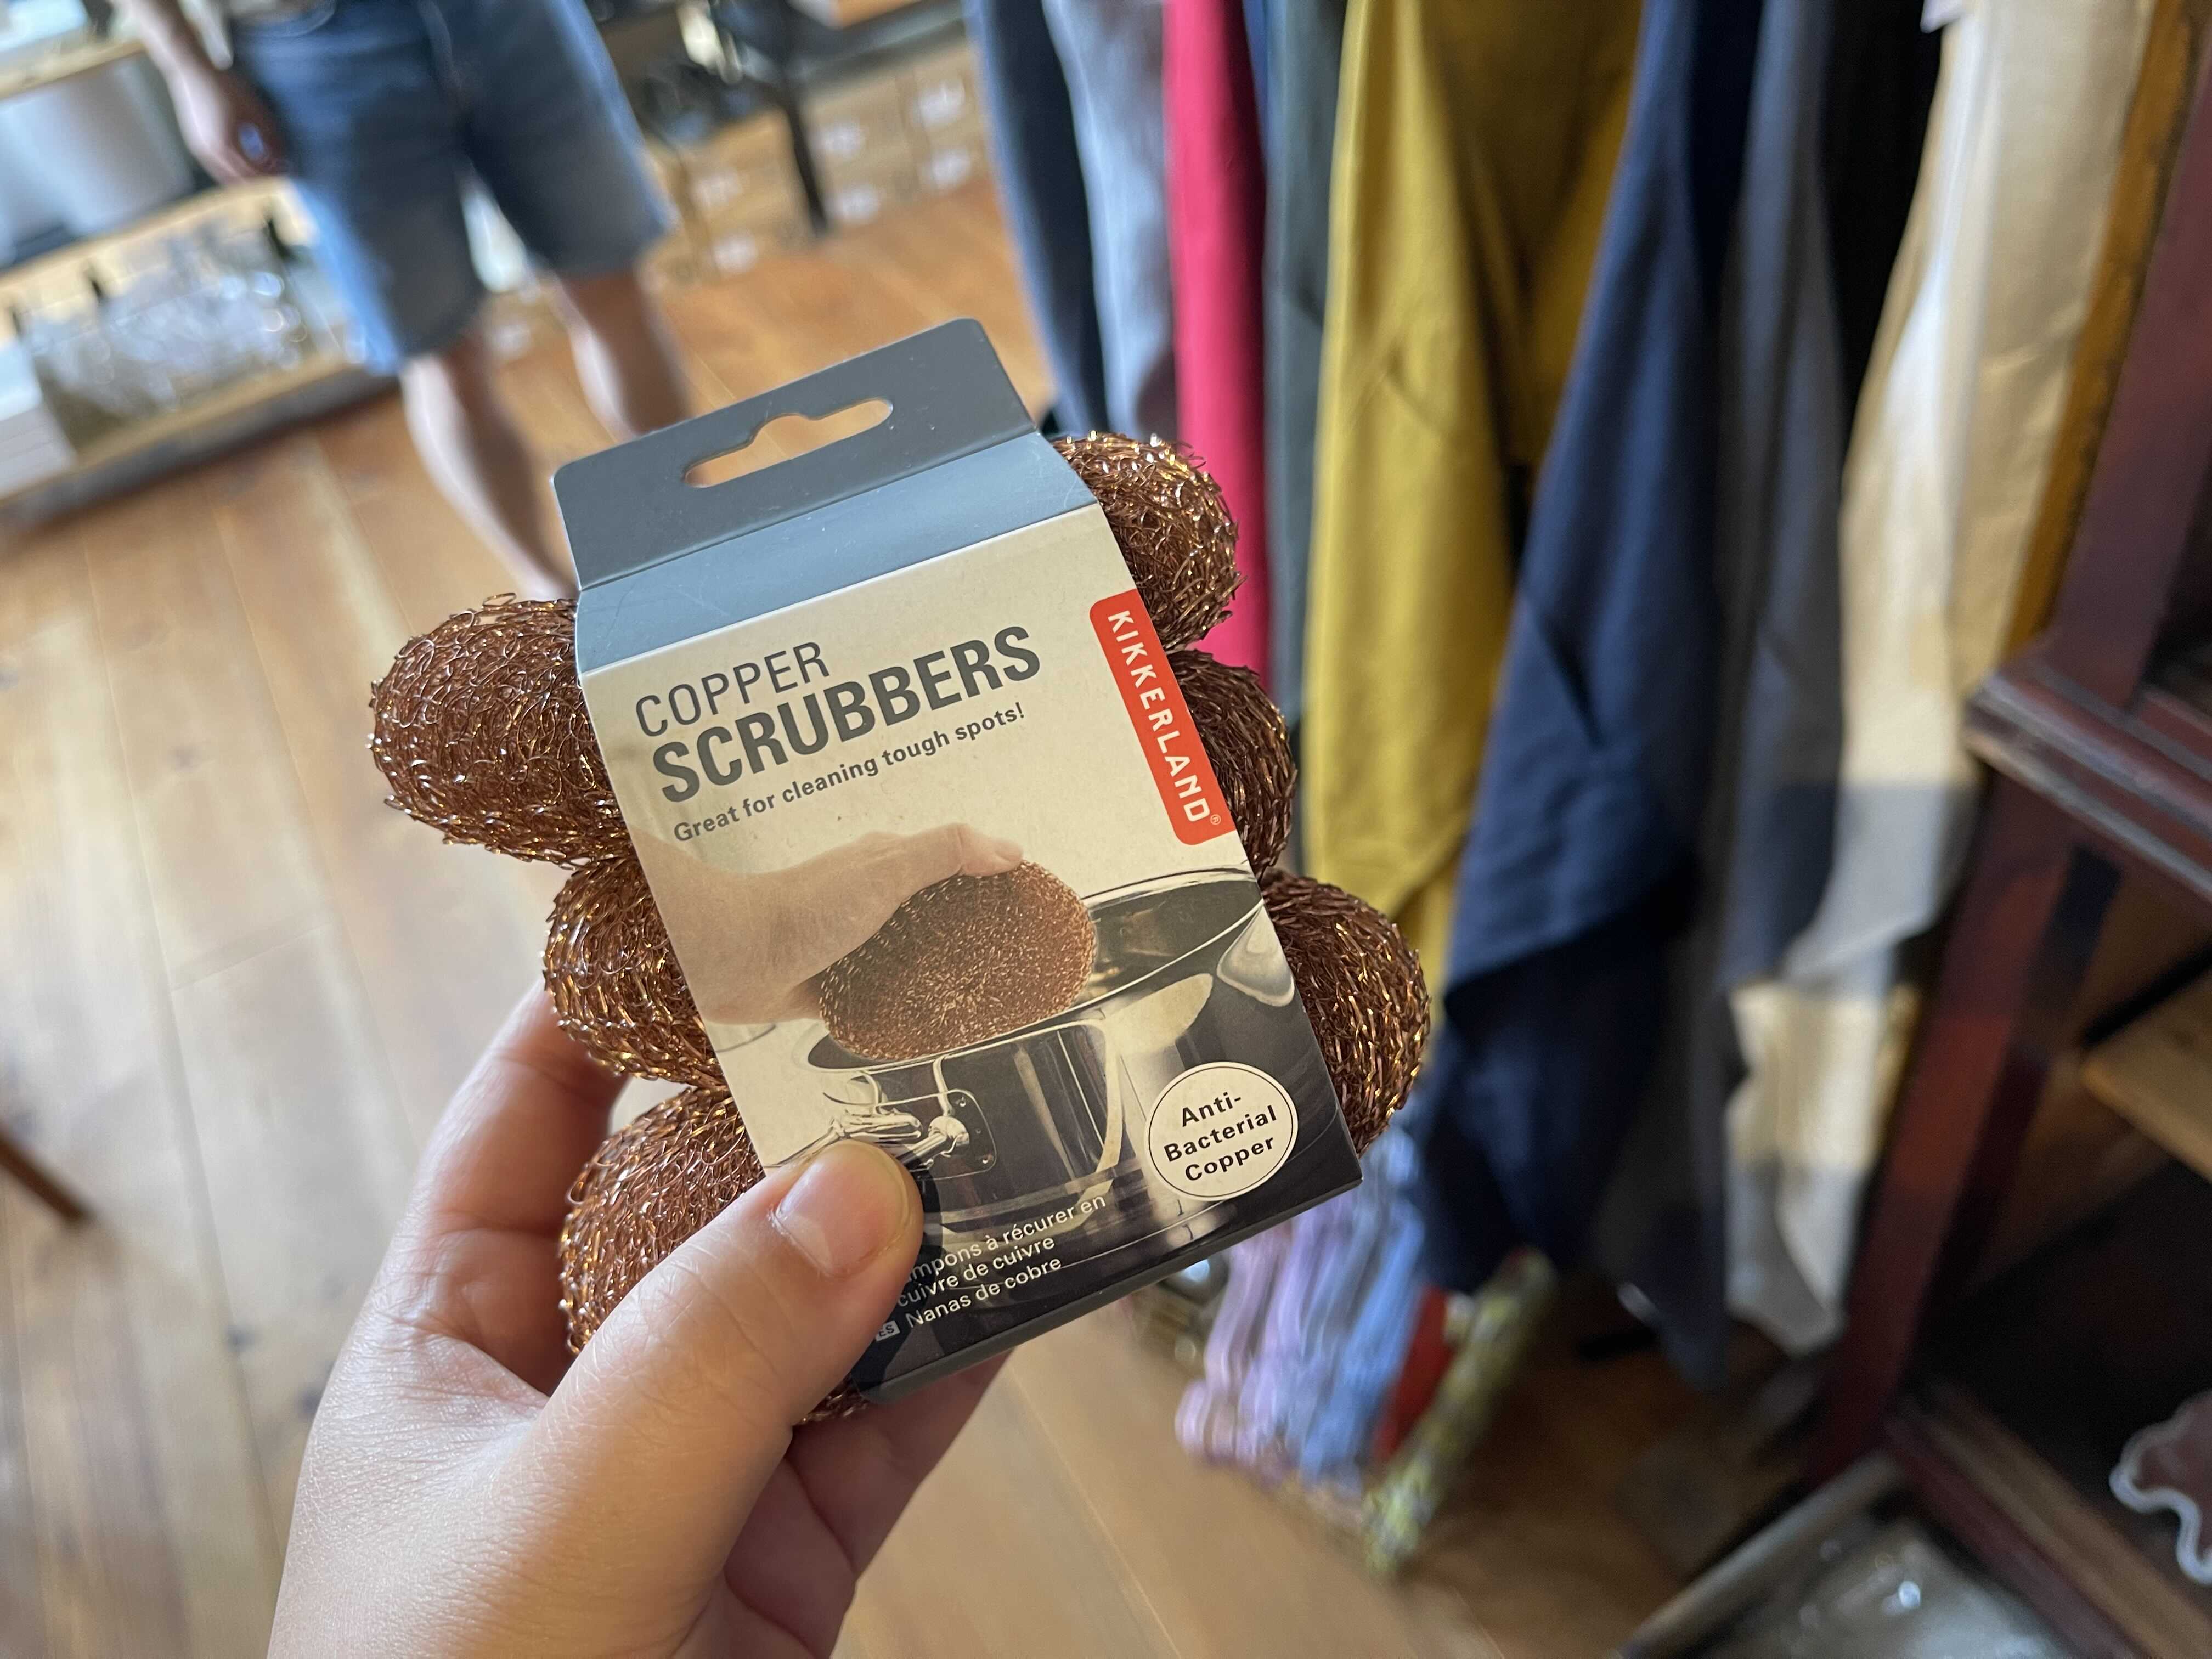 COPPER
SCRUBBERS
Great for cleaning tough spots!
KIKKERLAND®
Anti-
Bacterial
Copper
à récurer en
cuivre de cuivre
ES Nanas de cobre